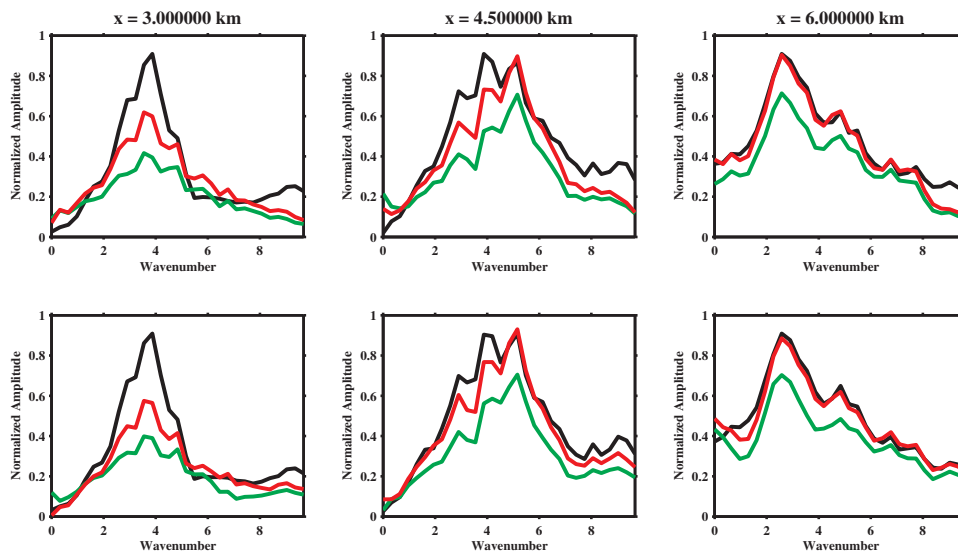 x = 3.000000 km x = 4.500000 km x = 6.000000 km
1 1 1
0.8 0.8 0.8
0.6 0.6 0.6
0.4 0.4 0.4
0.2 0.2 0.2
0 0 0
Normalized Amplitude Normalized Amplitude Normalized Amplitude
0 2 4 6 8 0 2 4 6 8 0 2 4 6 8
Wavenumber Wavenumber Wavenumber
1 1 1
0.8 0.8 0.8
0.6 0.6 0.6
0.4 0.4 0.4
0.2 0.2 0.2
0 0 0
Normalized Amplitude Normalized Amplitude Normalized Amplitude
0 2 4 6 8 0 2 4 6 8 0 2 4 6 8
Wavenumber Wavenumber Wavenumber